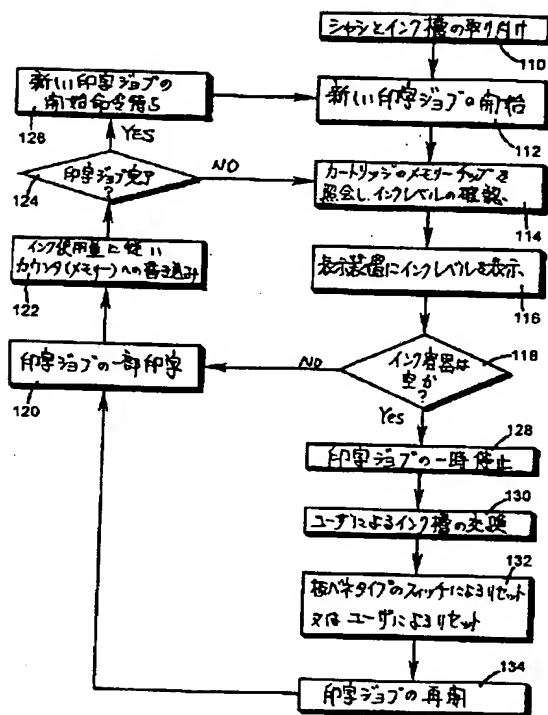 シャシとインク槽の取り付け
110
新しい印字ジョブの
開始命令待ち
126
新しい印字ジョブの開始
112
YES
印字ジョブ完了
?
124
NO
カートリッジのメモリーチップを
照会し、インクレベルの確認、
114
インク使用量に従い
カウンタ(メモリー)への書き込み
122
表示装置にインクレベルを表示、
116
インク容器は
空か
?
118
NO
印字ジョブの一部印字
120
Yes
128
印字ジョブの一時停止
130
ユーザによるインク槽の交換
132
板バネタイプのスイッチによリセット
又はユーザによリセット
134
印字ジョブの再開